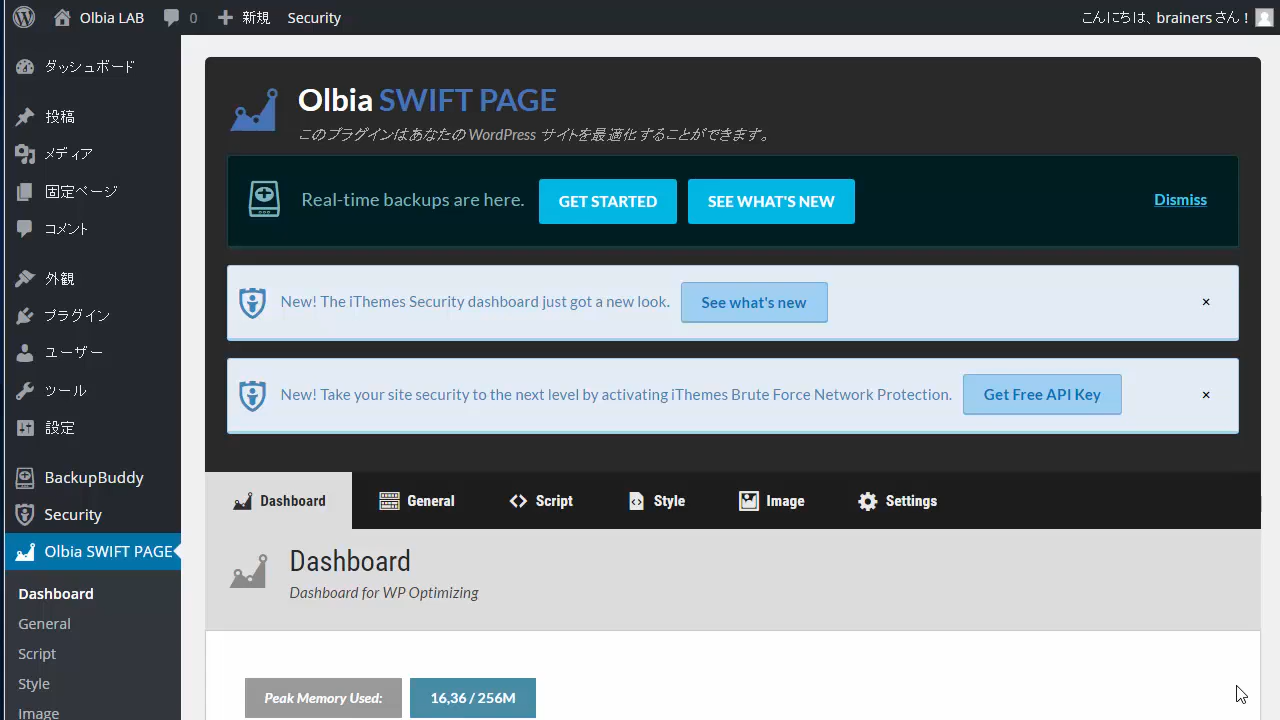 Olbia LAB 0 新規 Security こんにちは、brainers さん！
ダッシュボード
投稿
メディア
固定ページ
コメント
外観
プラグイン
ユーザー
ツール
設定
BackupBuddy
Security
Olbia SWIFT PAGE
Dashboard
General
Script
Style
Image
Olbia SWIFT PAGE
このプラグインはあなたの WordPress サイトを最適化することができます。
Real-time backups are here. GET STARTED SEE WHAT'S NEW Dismiss
New! The iThemes Security dashboard just got a new look. See what's new ×
New! Take your site security to the next level by activating iThemes Brute Force Network Protection. Get Free API Key ×
Dashboard General Script Style Image Settings
Dashboard
Dashboard for WP Optimizing
Peak Memory Used: 16,36 / 256M